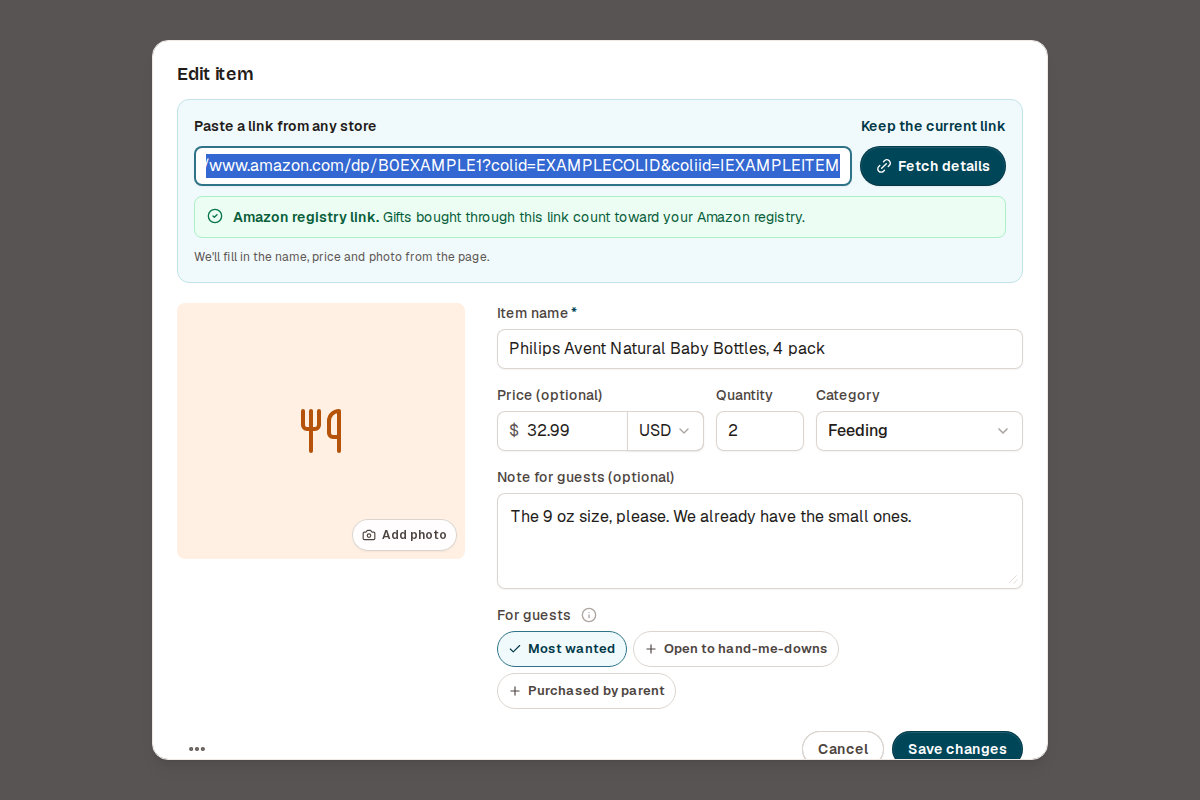 Edit item
Paste a link from any store
Keep the current link
/www.amazon.com/dp/B0EXAMPLE1?colid=EXAMPLECOLID&coliid=IEXAMPLEITEM
Fetch details
Amazon registry link. Gifts bought through this link count toward your Amazon registry.
We'll fill in the name, price and photo from the page.
Add photo
Item name *
Philips Avent Natural Baby Bottles, 4 pack
Price (optional) Quantity Category
$ 32.99 USD 2 Feeding
Note for guests (optional)
The 9 oz size, please. We already have the small ones.
For guests
Most wanted Open to hand-me-downs
Purchased by parent
Cancel Save changes